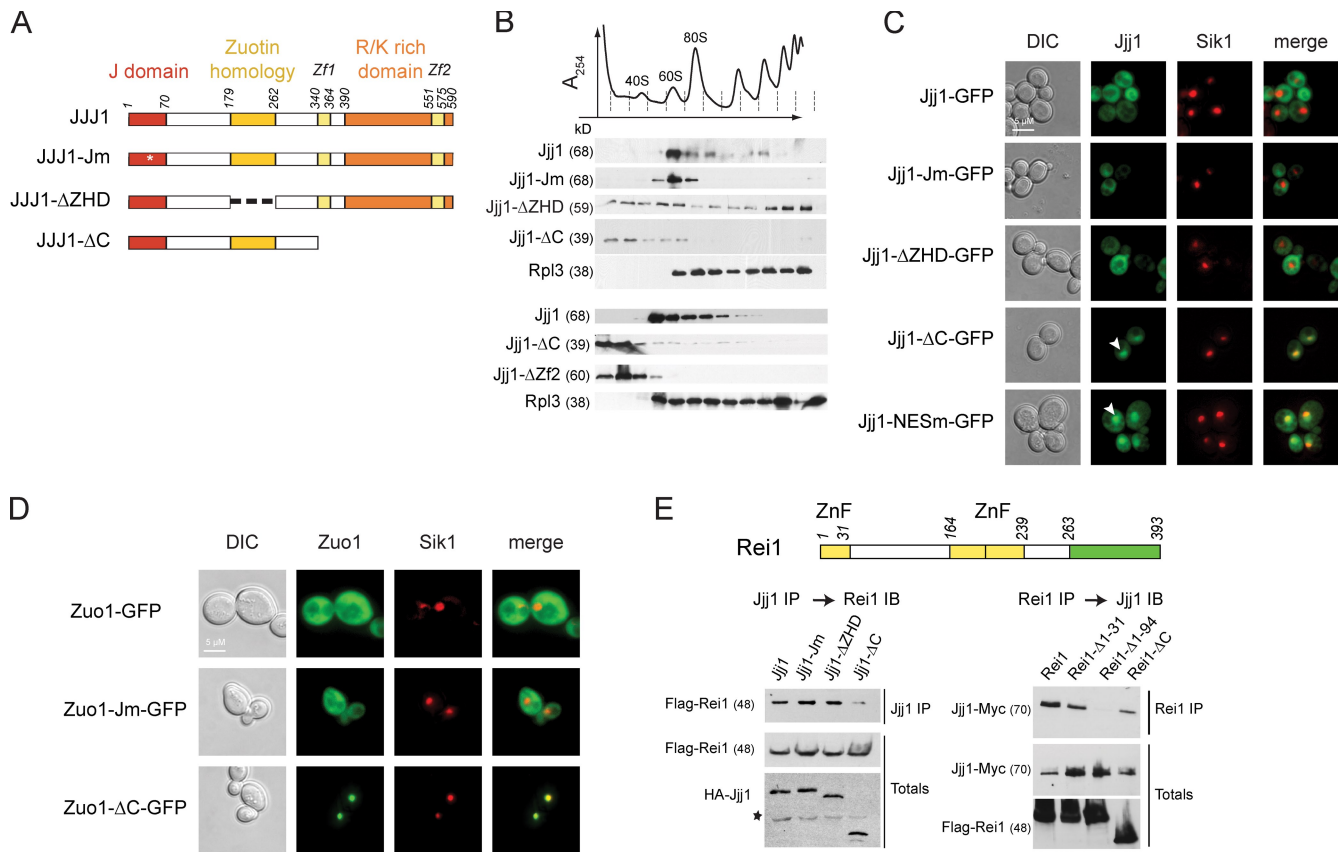 A
J domain
Zuotin
homology
Zf1
R/K rich
domain
Zf2
1
70
179
262
340
364
390
551
575
590
JJJ1
JJJ1-Jm
*
JJJ1-ΔZHD
JJJ1-ΔC
B
A254
40S
60S
80S
kD
Jjj1 (68)
Jjj1-Jm (68)
Jjj1-ΔZHD (59)
Jjj1-ΔC (39)
Rpl3 (38)
Jjj1 (68)
Jjj1-ΔC (39)
Jjj1-ΔZf2 (60)
Rpl3 (38)
C
DIC Jjj1 Sik1 merge
Jjj1-GFP
5 µM
Jjj1-Jm-GFP
Jjj1-ΔZHD-GFP
Jjj1-ΔC-GFP
Jjj1-NESm-GFP
D
DIC Zuo1 Sik1 merge
Zuo1-GFP
5 µM
Zuo1-Jm-GFP
Zuo1-ΔC-GFP
E
ZnF ZnF
1 31 164 239 263 393
Rei1
Jjj1 IP → Rei1 IB
Jjj1
Jjj1-Jm
Jjj1-ΔZHD
Jjj1-ΔC
Flag-Rei1 (48)
Jjj1 IP
Flag-Rei1 (48)
HA-Jjj1
★
Totals
Rei1 IP → Jjj1 IB
Rei1
Rei1-Δ1-31
Rei1-Δ1-94
Rei1-ΔC
Jjj1-Myc (70)
Rei1 IP
Jjj1-Myc (70)
Flag-Rei1 (48)
Totals